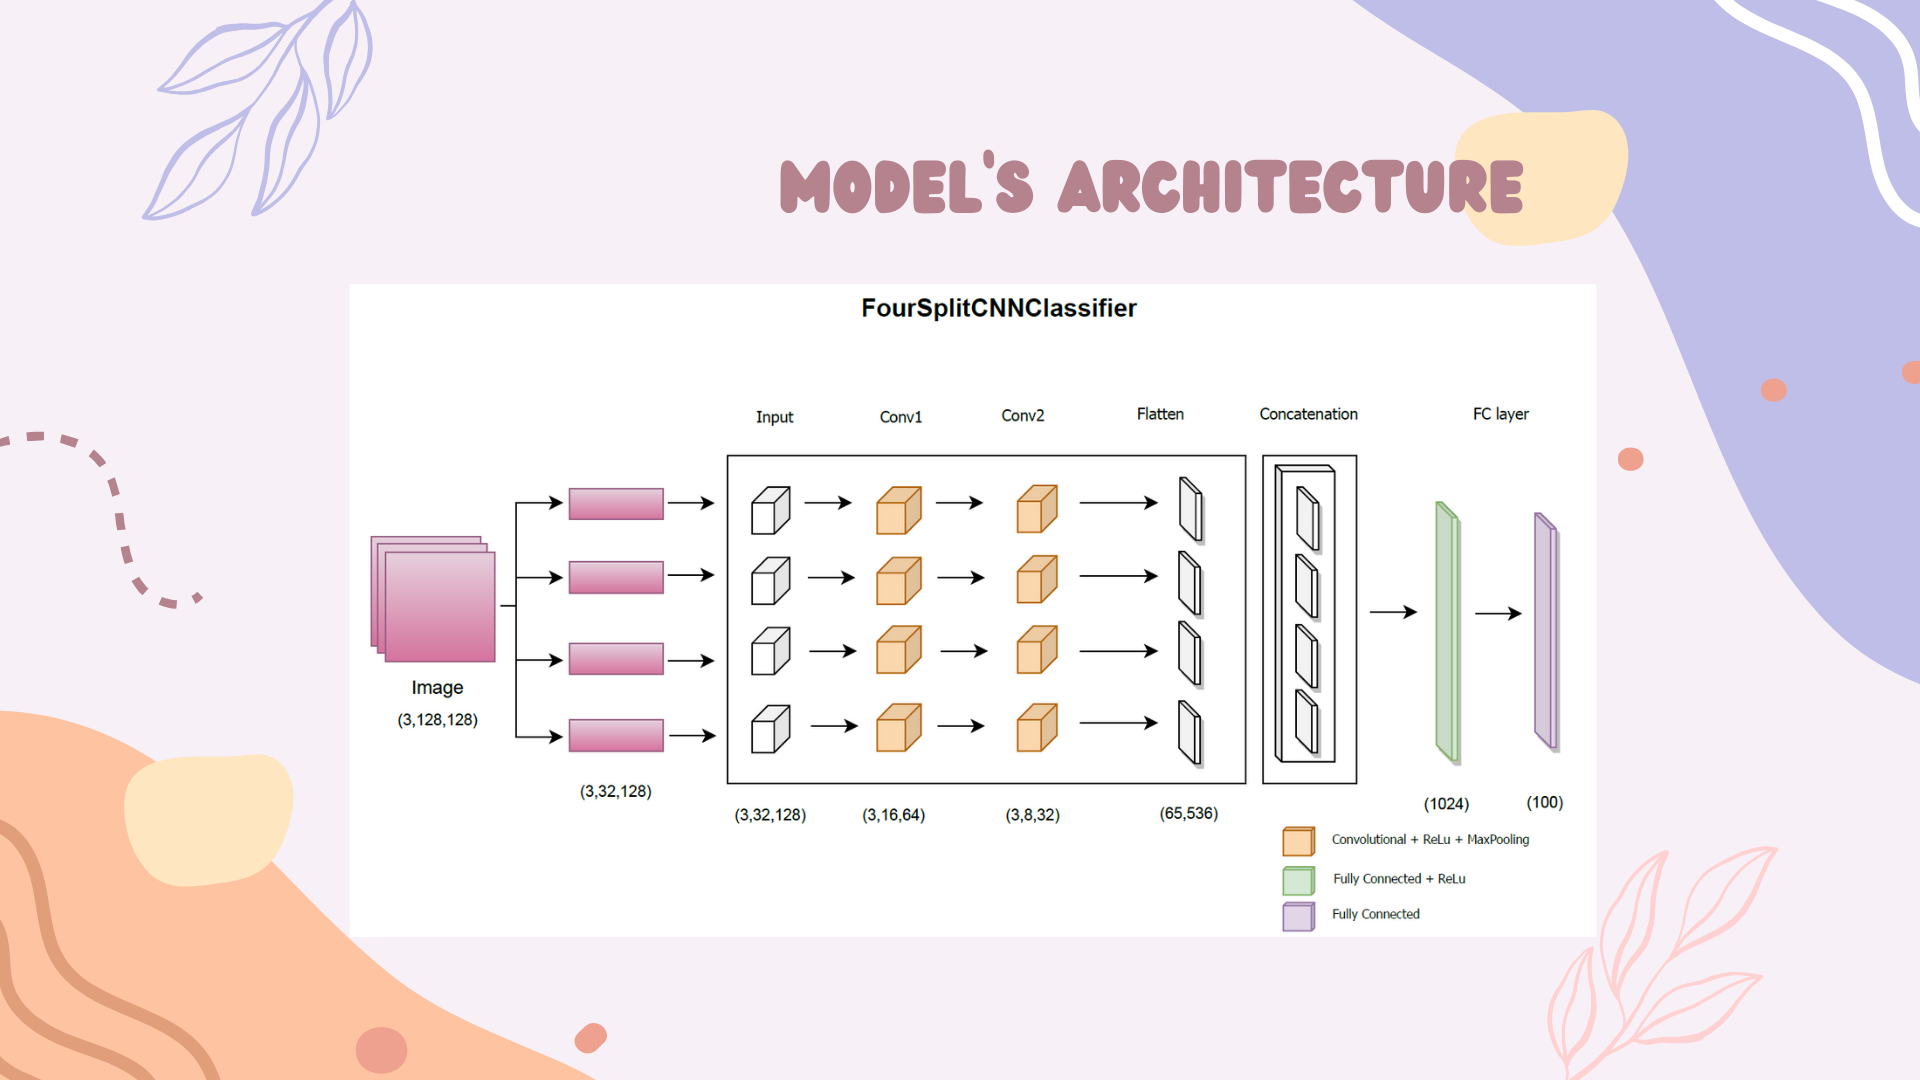 MODEL'S ARCHITECTURE
FourSplitCNNClassifier
Input
Conv1
Conv2
Flatten
Concatenation
FC layer
Image
(3,128,128)
(3,32,128)
(3,32,128)
(3,16,64)
(3,8,32)
(65,536)
(1024)
(100)
Convolutional + ReLu + MaxPooling
Fully Connected + ReLu
Fully Connected